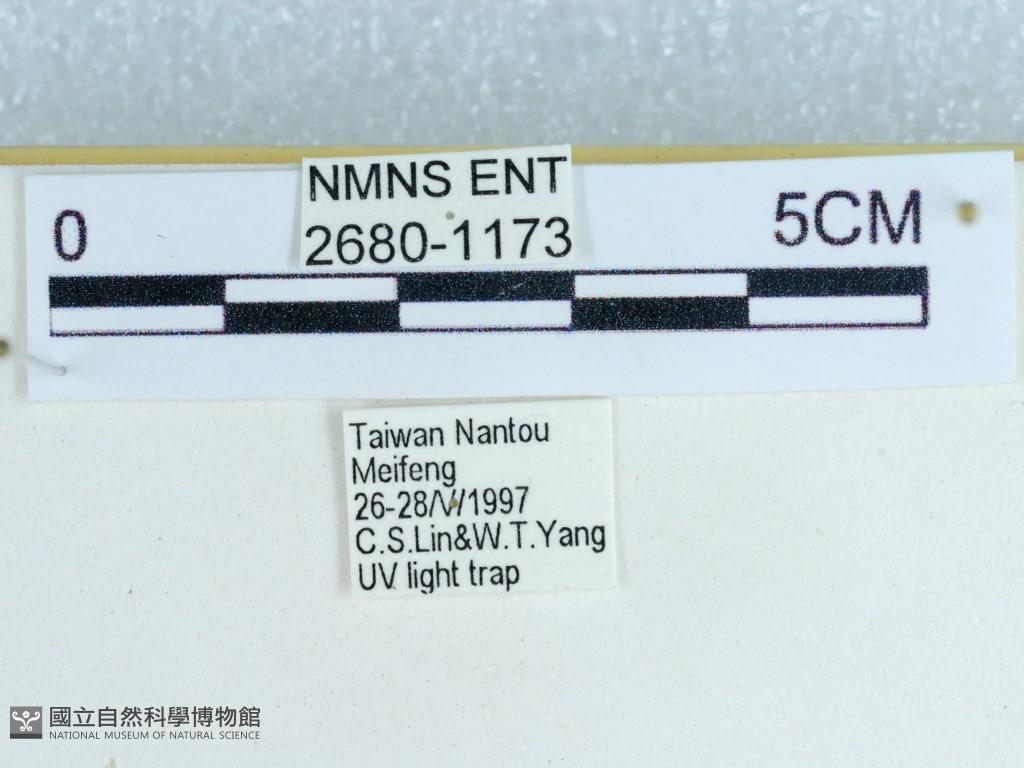 NMNS ENT
2680-1173
0
5CM
Taiwan Nantou
Meifeng
26-28/V/1997
C.S.Lin&W.T.Yang
UV light trap
國立自然科學博物館
NATIONAL MUSEUM OF NATURAL SCIENCE